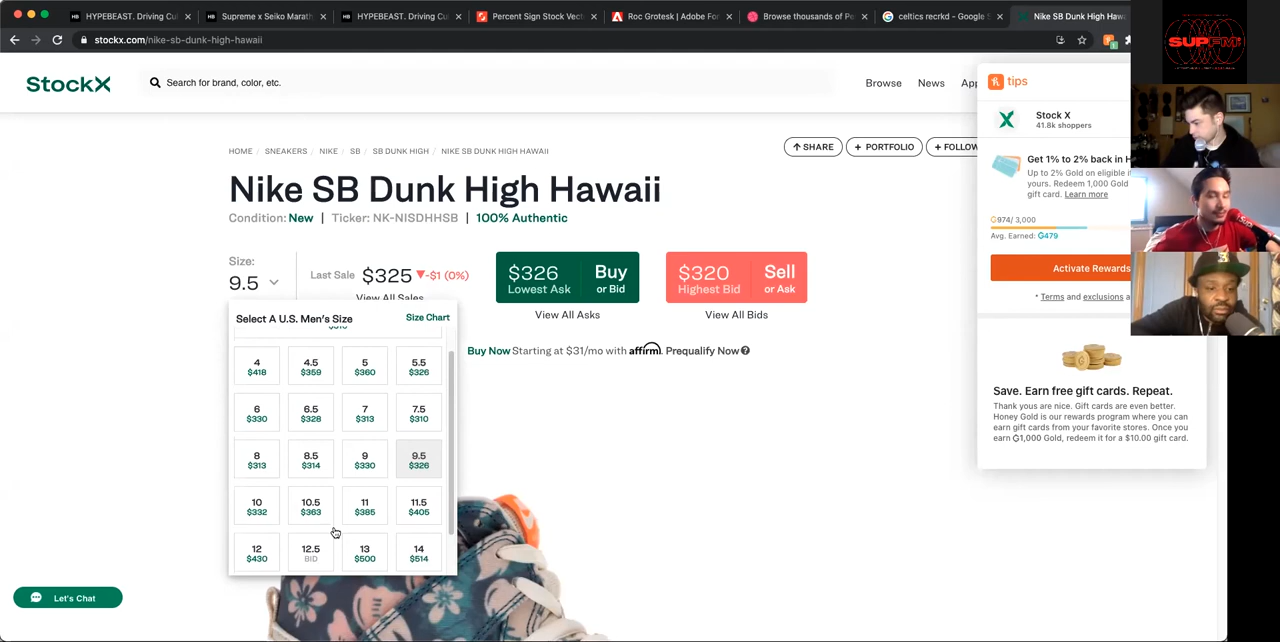 HYPEBEAST. Driving Cul
Supreme x Seiko Marath
HYPEBEAST. Driving Cul
Percent Sign Stock Vect
Roc Grotesk | Adobe Fon
Browse thousands of Pe
celtics recrkd - Google S
Nike SB Dunk High Hawa
stockx.com/nike-sb-dunk-high-hawaii
SUPFM
StockX
Search for brand, color, etc.
Browse
News
App
tips
Stock X
41.8k shoppers
HOME / SNEAKERS / NIKE / SB / SB DUNK HIGH / NIKE SB DUNK HIGH HAWAII
SHARE
+ PORTFOLIO
+ FOLLOW
Get 1% to 2% back in H
Up to 2% Gold on eligible i
yours. Redeem 1,000 Gold
gift card. Learn more
Nike SB Dunk High Hawaii
Condition: New | Ticker: NK-NISDHHSB | 100% Authentic
974/ 3,000
Avg. Earned: 479
Size:
9.5
Last Sale $325 ▼-$1 (0%)
View All Sales
$326 Buy
Lowest Ask or Bid
View All Asks
$320 Sell
Highest Bid or Ask
View All Bids
Activate Rewards
* Terms and exclusions a
Select A U.S. Men's Size
Size Chart
$310
4 4.5 5 5.5
$418 $359 $360 $326
6 6.5 7 7.5
$330 $328 $313 $310
8 8.5 9 9.5
$313 $314 $330 $326
10 10.5 11 11.5
$332 $363 $385 $405
12 12.5 13 14
$430 BID $500 $514
Buy Now Starting at $31/mo with affirm. Prequalify Now
Save. Earn free gift cards. Repeat.
Thank yous are nice. Gift cards are even better.
Honey Gold is our rewards program where you can
earn gift cards from your favorite stores. Once you
earn 1,000 Gold, redeem it for a $10.00 gift card.
Let's Chat